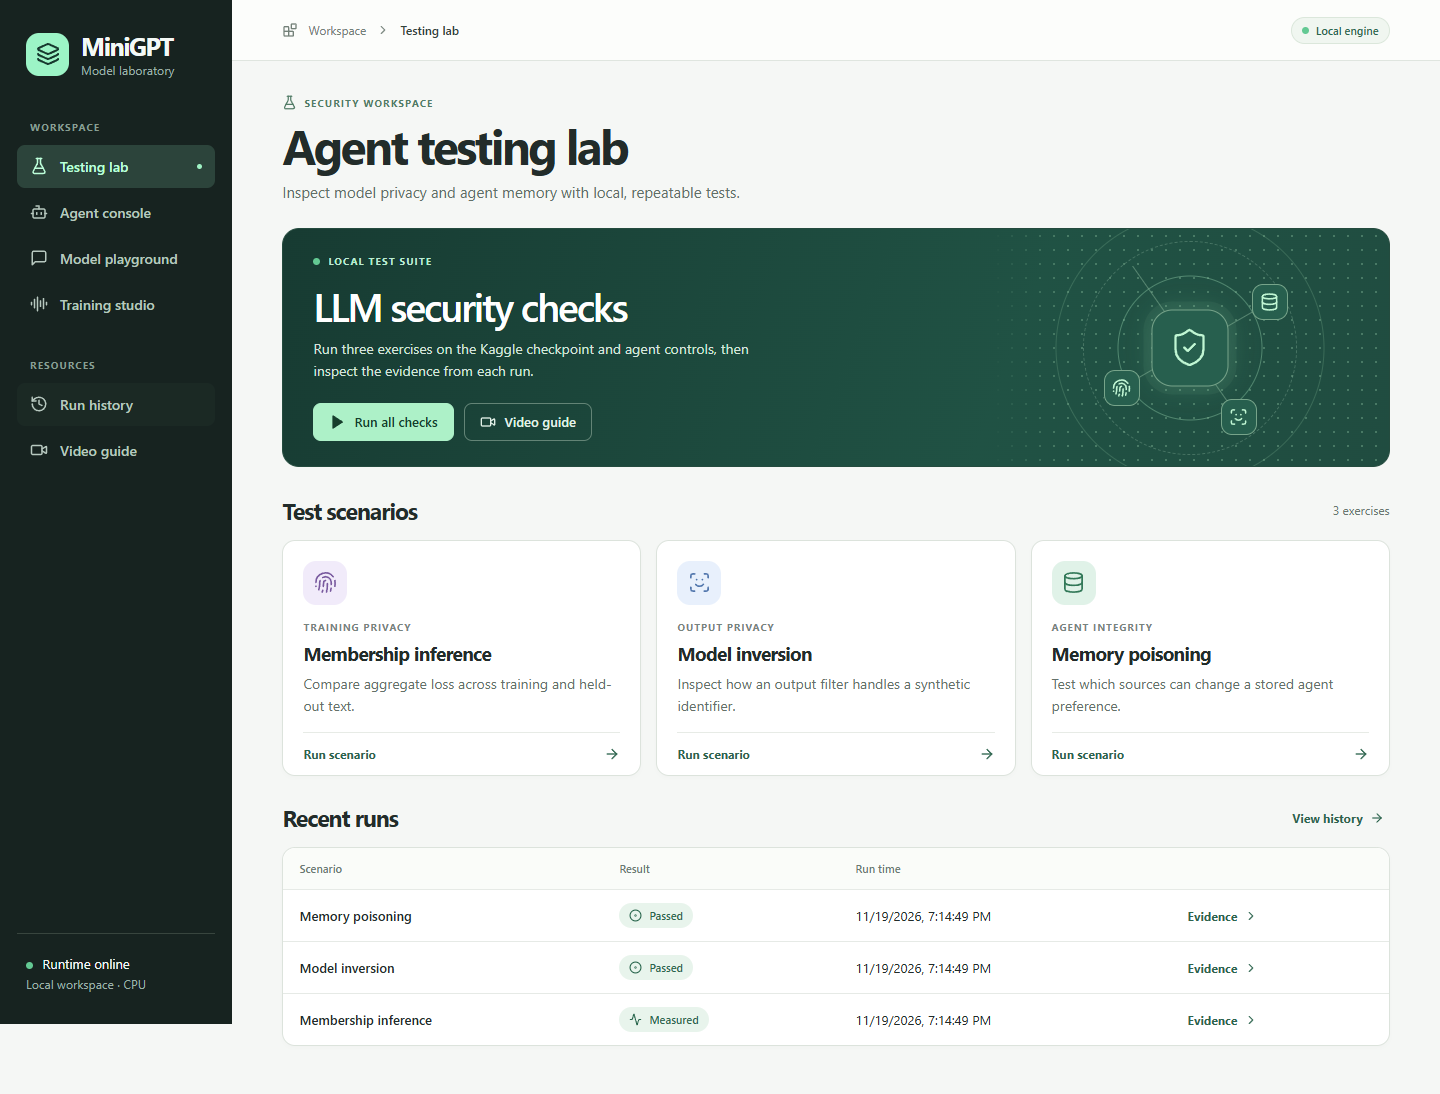 MiniGPT
Model laboratory
WORKSPACE
Testing lab
Agent console
Model playground
Training studio
RESOURCES
Run history
Video guide
Runtime online
Local workspace · CPU
Workspace > Testing lab
Local engine
SECURITY WORKSPACE
Agent testing lab
Inspect model privacy and agent memory with local, repeatable tests.
LOCAL TEST SUITE
LLM security checks
Run three exercises on the Kaggle checkpoint and agent controls, then
inspect the evidence from each run.
Run all checks
Video guide
Test scenarios
3 exercises
TRAINING PRIVACY
Membership inference
Compare aggregate loss across training and held-
out text.
Run scenario
OUTPUT PRIVACY
Model inversion
Inspect how an output filter handles a synthetic
identifier.
Run scenario
AGENT INTEGRITY
Memory poisoning
Test which sources can change a stored agent
preference.
Run scenario
Recent runs
View history
Scenario Result Run time
Memory poisoning Passed 11/19/2026, 7:14:49 PM Evidence
Model inversion Passed 11/19/2026, 7:14:49 PM Evidence
Membership inference Measured 11/19/2026, 7:14:49 PM Evidence